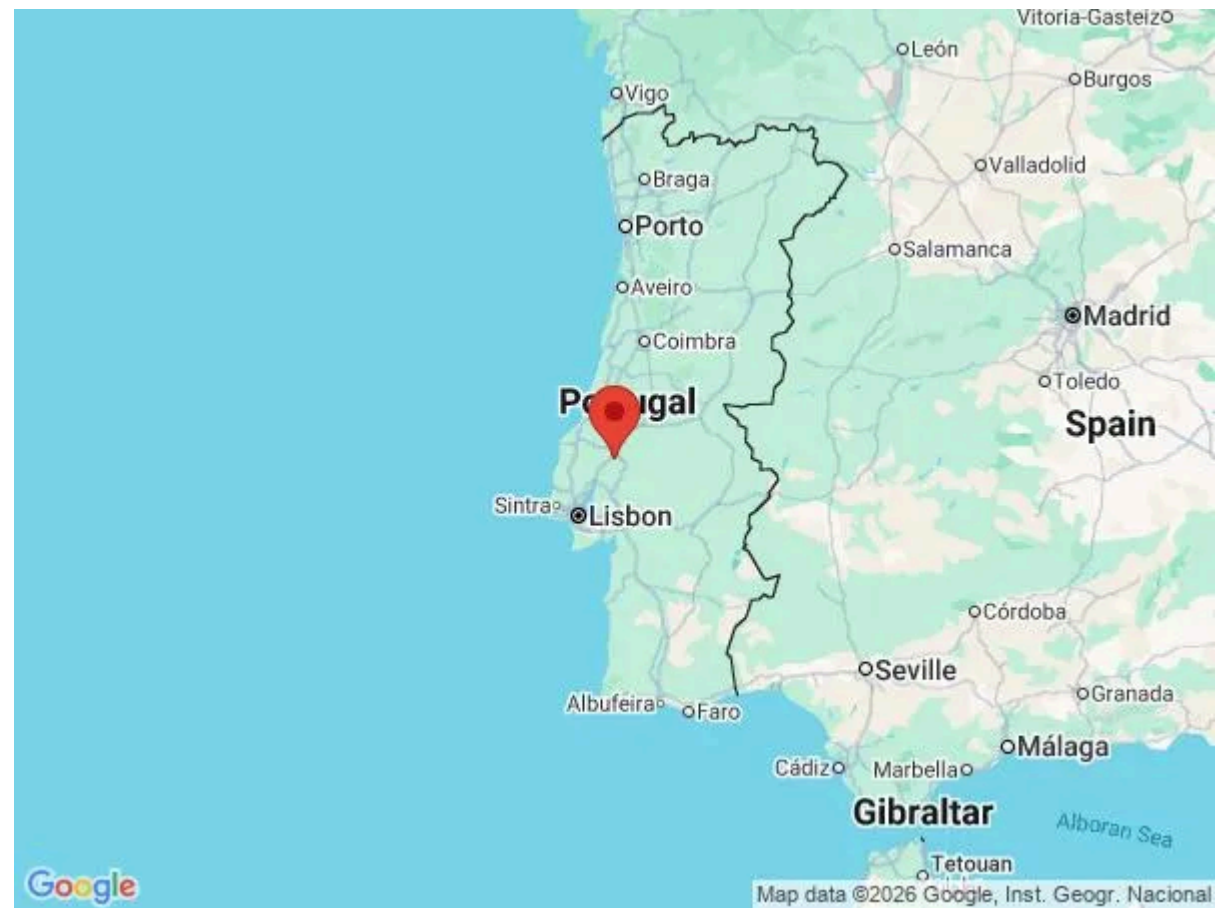 Vitoria-Gasteiz
León
Burgos
Vigo
Valladolid
Braga
Porto
Salamanca
Aveiro
Madrid
Coimbra
Toledo
Portugal
Spain
Sintra
Lisbon
Córdoba
Seville
Granada
Albufeira
Faro
Málaga
Cádiz
Marbella
Gibraltar
Alboran Sea
Tetouan
Google
Map data ©2026 Google, Inst. Geogr. Nacional